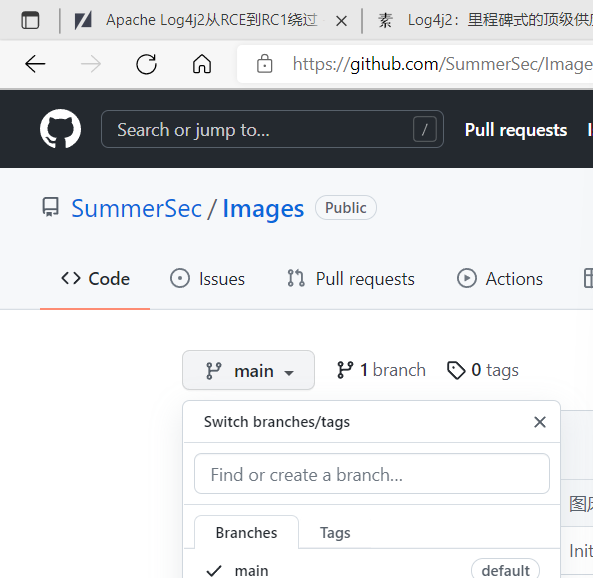 Apache Log4j2从RCE到RC1绕过
素 Log4j2：里程碑式的顶级供
https://github.com/SummerSec/Image
Search or jump to... /
Pull requests
SummerSec / Images Public
Code Issues Pull requests Actions
main 1 branch 0 tags
Switch branches/tags
Find or create a branch...
图
Branches Tags
Init
main default